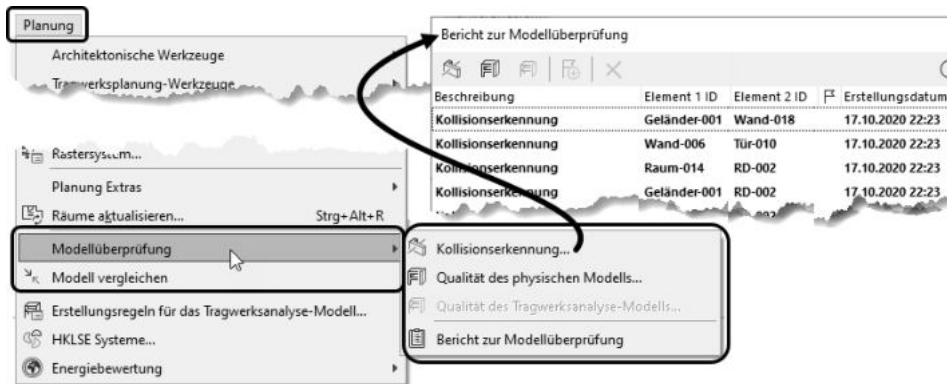 Planung
Architektonische Werkzeuge
Tragwerksplanung-Werkzeuge
Rastersystem...
Planung Extras
Räume aktualisieren... Strg+Alt+R
Modellüberprüfung
Modell vergleichen
Erstellungsregeln für das Tragwerksanalyse-Modell...
HKLSE Systeme...
Energiebewertung
Bericht zur Modellüberprüfung
Beschreibung Element 1 ID Element 2 ID Erstellungsdatum
Kollisionserkennung Geländer-001 Wand-018 17.10.2020 22:23
Kollisionserkennung Wand-006 Tür-010 17.10.2020 22:23
Kollisionserkennung Raum-014 RD-002 17.10.2020 22:23
Kollisionserkennung Geländer-001 RD-002 17.10.2020 22:23
Kollisionserkennung...
Qualität des physischen Modells...
Qualität des Tragwerksanalyse-Modells...
Bericht zur Modellüberprüfung